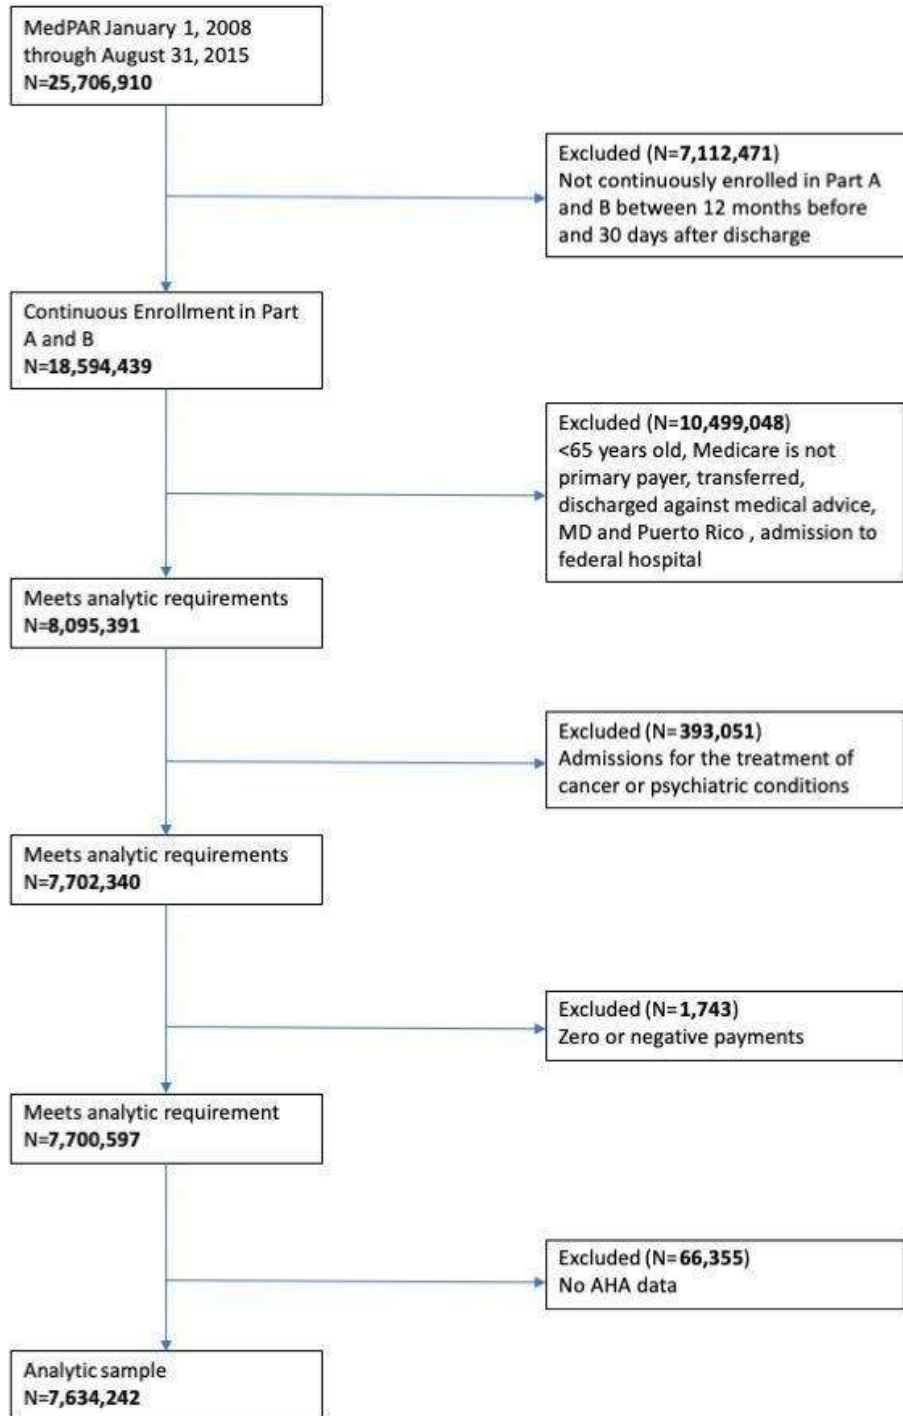 MedPAR January 1, 2008
through August 31, 2015
N=25,706,910
Excluded (N=7,112,471)
Not continuously enrolled in Part A
and B between 12 months before
and 30 days after discharge
Continuous Enrollment in Part
A and B
N=18,594,439
Excluded (N=10,499,048)
<65 years old, Medicare is not
primary payer, transferred,
discharged against medical advice,
MD and Puerto Rico , admission to
federal hospital
Meets analytic requirements
N=8,095,391
Excluded (N=393,051)
Admissions for the treatment of
cancer or psychiatric conditions
Meets analytic requirements
N=7,702,340
Excluded (N=1,743)
Zero or negative payments
Meets analytic requirement
N=7,700,597
Excluded (N=66,355)
No AHA data
Analytic sample
N=7,634,242